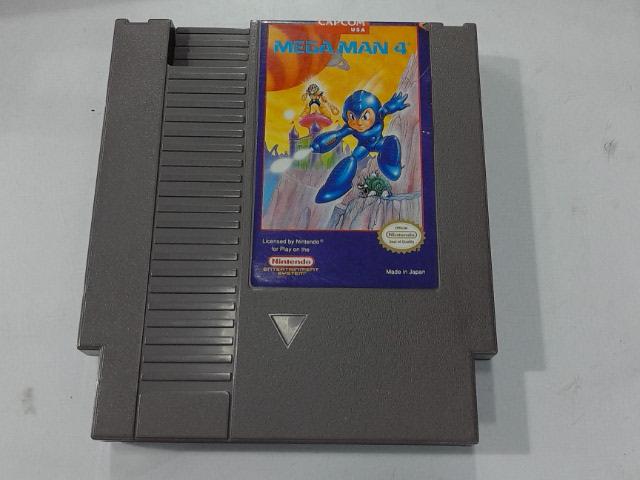 CAPCOM
USA
MEGA MAN 4
Licensed by Nintendo®
for Play on the
Nintendo
ENTERTAINMENT
SYSTEM
Official
Nintendo
Seal of Quality
Made in Japan